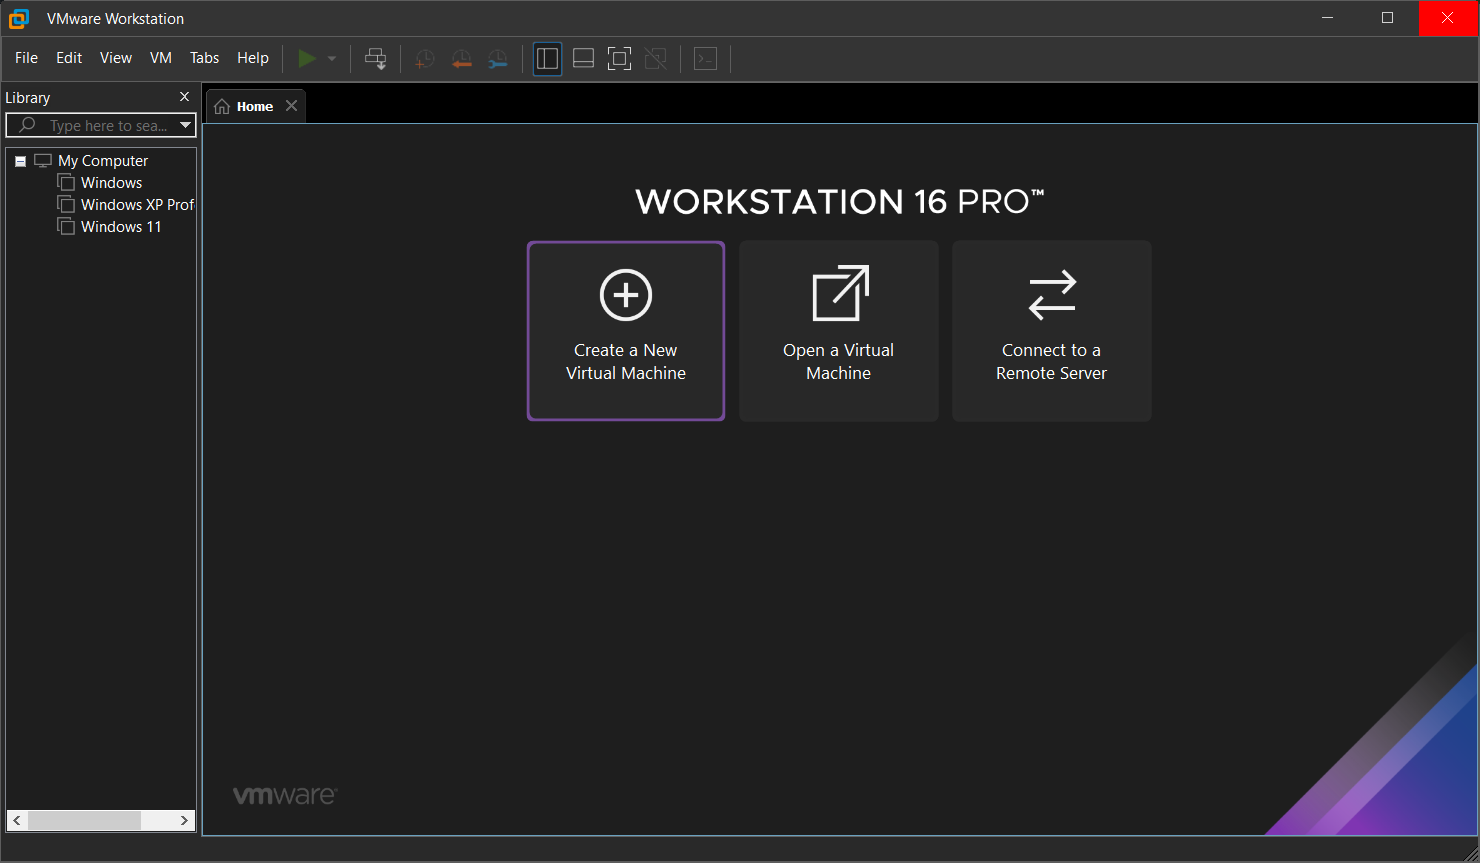 VMware Workstation
File Edit View VM Tabs Help
Library
Type here to sea...
Home
My Computer
Windows
Windows XP Prof
Windows 11
WORKSTATION 16 PRO™
Create a New
Virtual Machine
Open a Virtual
Machine
Connect to a
Remote Server
vmware